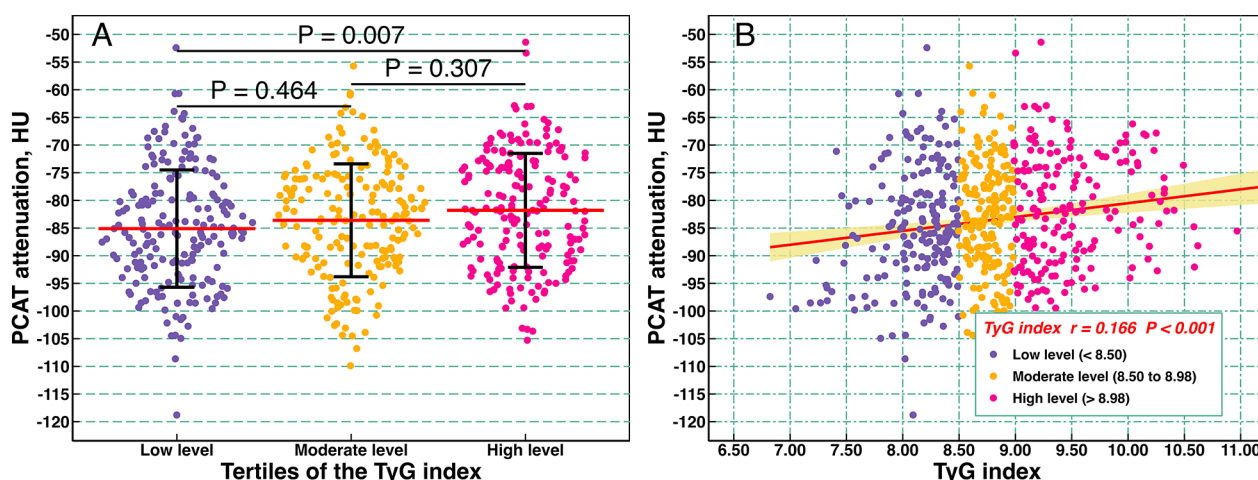 A
P = 0.007
P = 0.307
P = 0.464
PCAT attenuation, HU
-50
-55
-60
-65
-70
-75
-80
-85
-90
-95
-100
-105
-110
-115
-120
Low level Moderate level High level
Tertiles of the TyG index
B
PCAT attenuation, HU
-50
-55
-60
-65
-70
-75
-80
-85
-90
-95
-100
-105
-110
-115
-120
TyG index r = 0.166 P < 0.001
Low level (< 8.50)
Moderate level (8.50 to 8.98)
High level (> 8.98)
6.50 7.00 7.50 8.00 8.50 9.00 9.50 10.00 10.50 11.00
TyG index